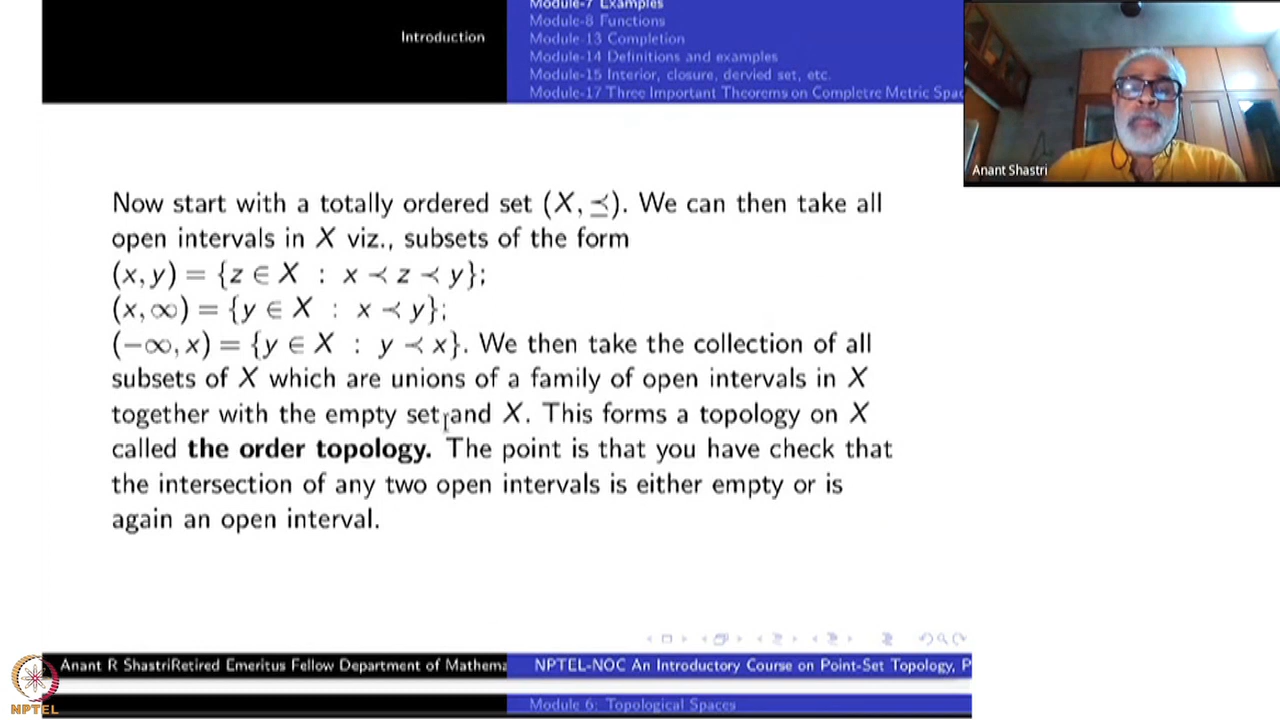 Introduction
Module-7 Examples
Module-8 Functions
Module-13 Completion
Module-14 Definitions and examples
Module-15 Interior, closure, dervied set, etc.
Module-17 Three Important Theorems on Completre Metric Spac
Anant Shastri
Now start with a totally ordered set (X, ⪯). We can then take all
open intervals in X viz., subsets of the form
(x, y) = {z ∈ X : x ≺ z ≺ y};
(x, ∞) = {y ∈ X : x ≺ y};
(−∞, x) = {y ∈ X : y ≺ x}. We then take the collection of all
subsets of X which are unions of a family of open intervals in X
together with the empty set and X. This forms a topology on X
called the order topology. The point is that you have check that
the intersection of any two open intervals is either empty or is
again an open interval.
Anant R ShastriRetired Emeritus Fellow Department of Mathema
NPTEL-NOC An Introductory Course on Point-Set Topology, P
Module 6: Topological Spaces
NPTEL